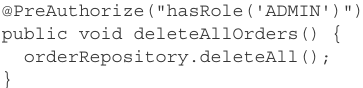 @PreAuthorize("hasRole('ADMIN')")
public void deleteAllOrders() {
  orderRepository.deleteAll();
}